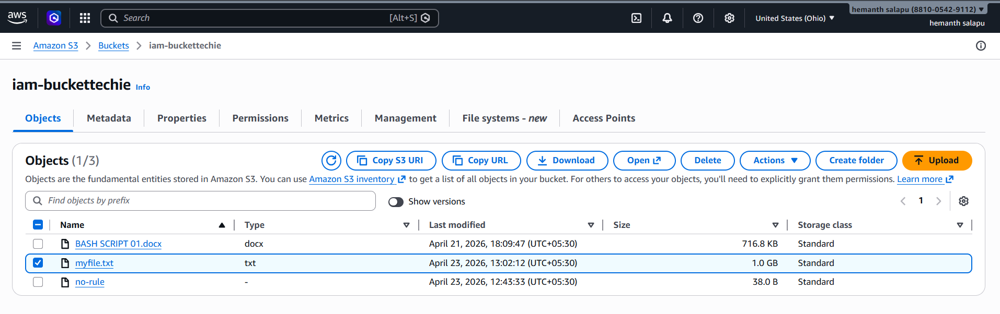 aws
Search [Alt+S]
United States (Ohio)
hemanth salapu (8810-0542-9112)
hemanth salapu
Amazon S3 Buckets iam-buckettechie
iam-buckettechie Info
Objects Metadata Properties Permissions Metrics Management File systems - new Access Points
Objects (1/3) Copy S3 URI Copy URL Download Open Delete Actions Create folder Upload
Objects are the fundamental entities stored in Amazon S3. You can use Amazon S3 inventory to get a list of all objects in your bucket. For others to access your objects, you'll need to explicitly grant them permissions. Learn more
Find objects by prefix Show versions 1
Name Type Last modified Size Storage class
BASH SCRIPT 01.docx docx April 21, 2026, 18:09:47 (UTC+05:30) 716.8 KB Standard
myfile.txt txt April 23, 2026, 13:02:12 (UTC+05:30) 1.0 GB Standard
no-rule - April 23, 2026, 12:43:33 (UTC+05:30) 38.0 B Standard